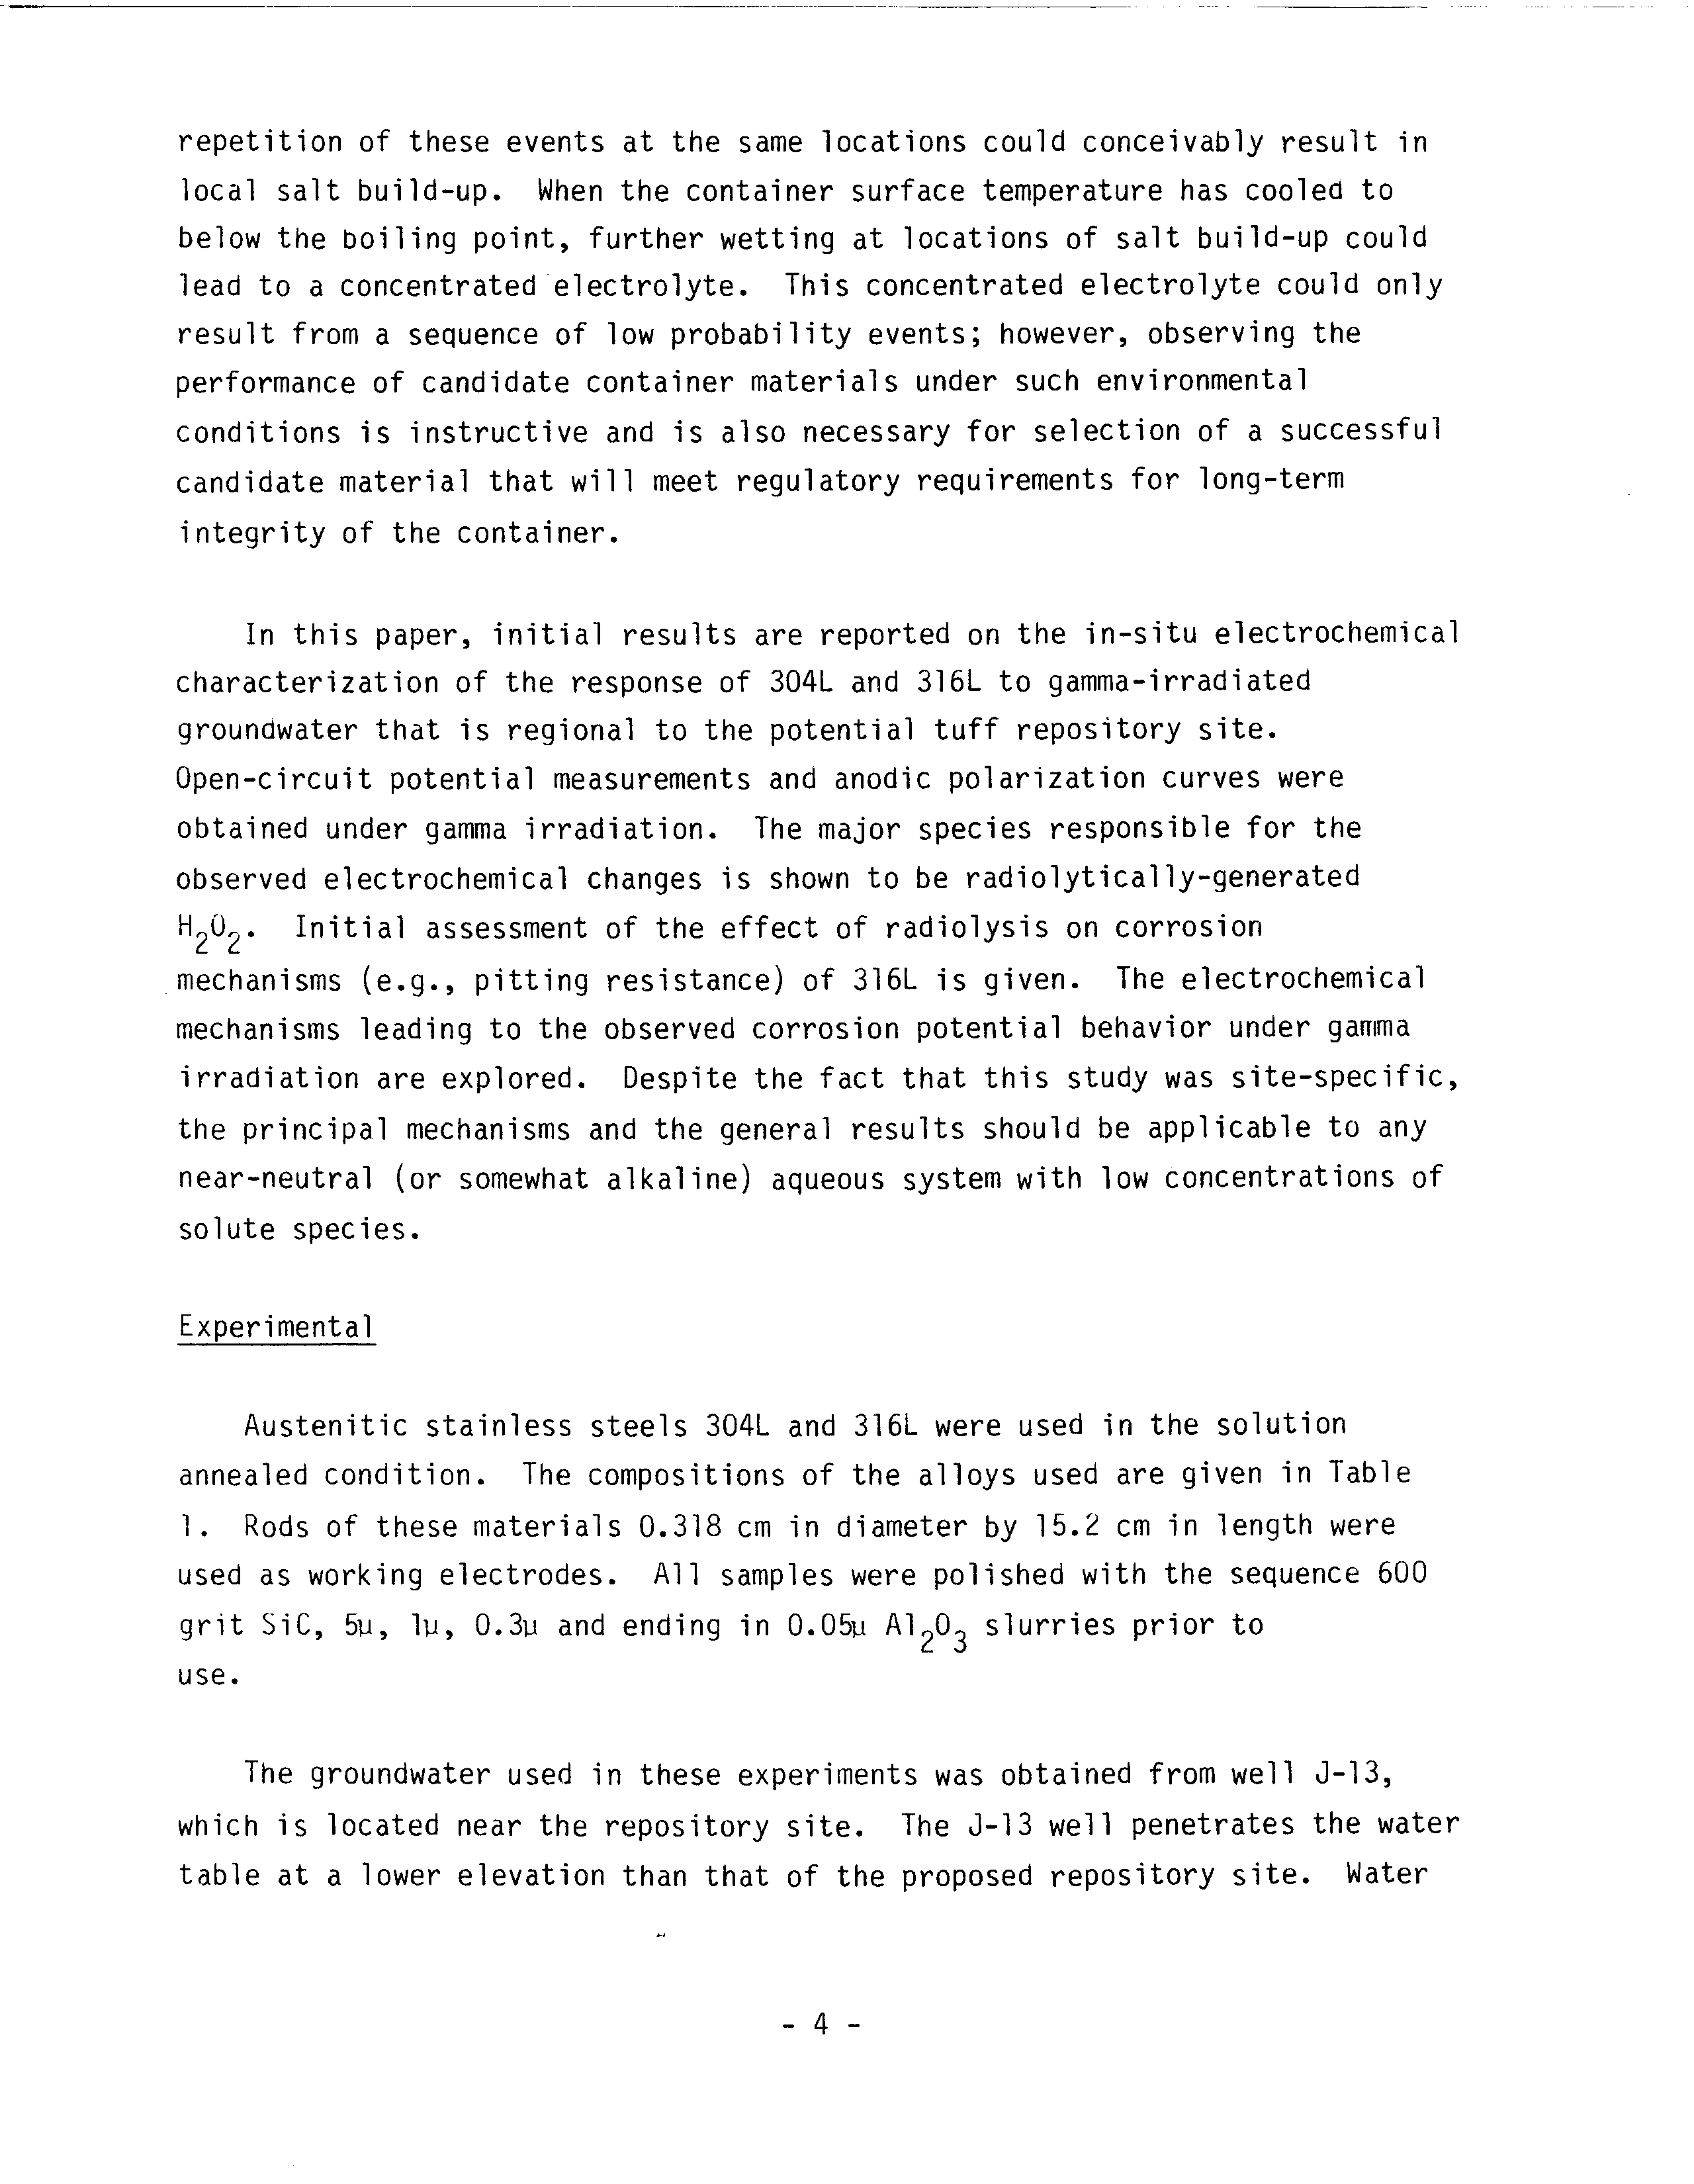 repetition of these events at the same locations could conceivably result in
local salt build-up.  When the container surface temperature has cooled to
below the boiling point, further wetting at locations of salt build-up could
lead to a concentrated electrolyte.  This concentrated electrolyte could only
result from a sequence of low probability events; however, observing the
performance of candidate container materials under such environmental
conditions is instructive and is also necessary for selection of a successful
candidate material that will meet regulatory requirements for long-term
integrity of the container.
In this paper, initial results are reported on the in-situ electrochemical
characterization of the response of 304L and 316L to gamma-irradiated
groundwater that is regional to the potential tuff repository site.
Open-circuit potential measurements and anodic polarization curves were
obtained under gamma irradiation.  The major species responsible for the
observed electrochemical changes is shown to be radiolytically-generated
H₂O₂.  Initial assessment of the effect of radiolysis on corrosion
mechanisms (e.g., pitting resistance) of 316L is given.  The electrochemical
mechanisms leading to the observed corrosion potential behavior under gamma
irradiation are explored.  Despite the fact that this study was site-specific,
the principal mechanisms and the general results should be applicable to any
near-neutral (or somewhat alkaline) aqueous system with low concentrations of
solute species.
Experimental
Austenitic stainless steels 304L and 316L were used in the solution
annealed condition.  The compositions of the alloys used are given in Table
1.  Rods of these materials 0.318 cm in diameter by 15.2 cm in length were
used as working electrodes.  All samples were polished with the sequence 600
grit SiC, 5μ, 1μ, 0.3μ and ending in 0.05μ Al₂O₃ slurries prior to
use.
The groundwater used in these experiments was obtained from well J-13,
which is located near the repository site.  The J-13 well penetrates the water
table at a lower elevation than that of the proposed repository site.  Water
- 4 -